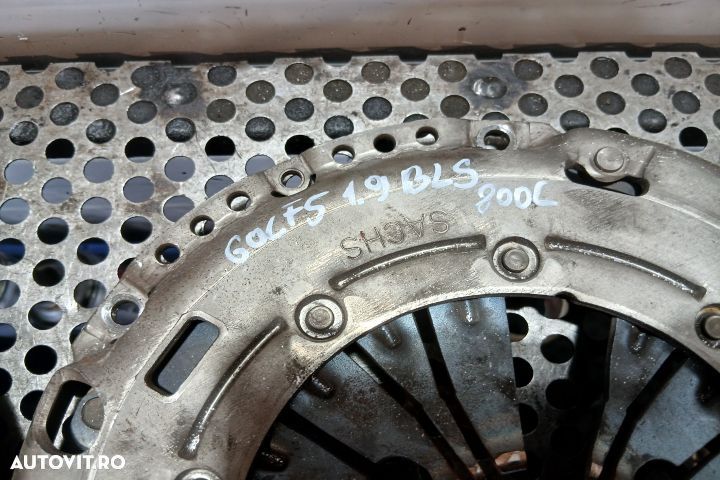 GOLF5 1.9 BLS
800L
SACHS
AUTOVIT.RO